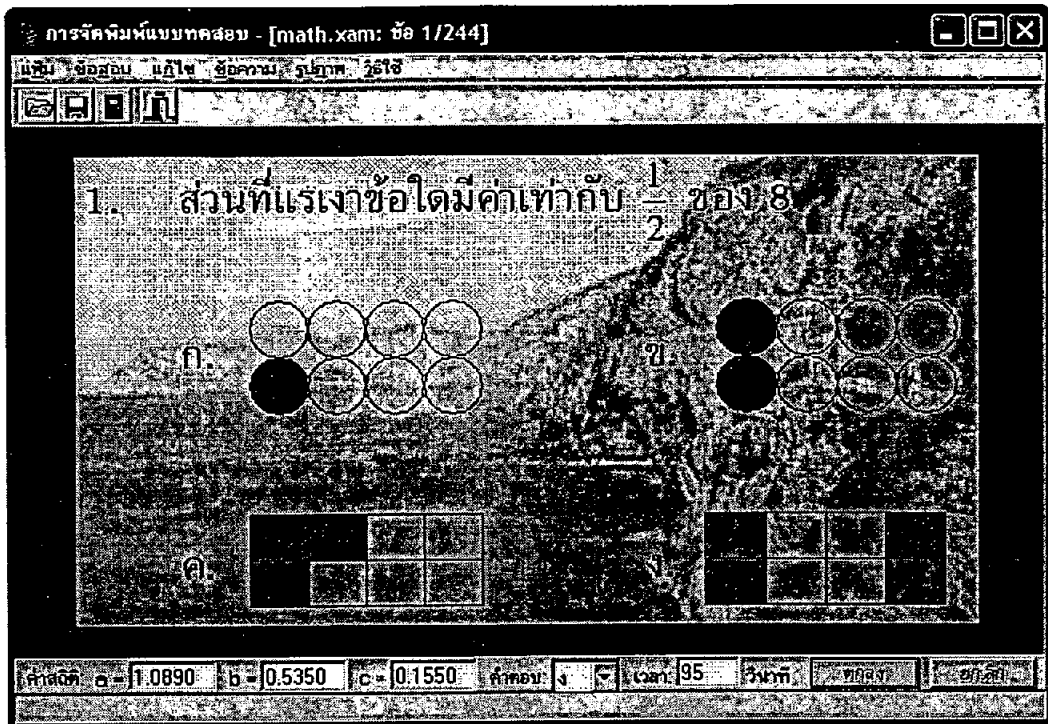 การจัดพิมพ์แบบทดสอบ - [math.xam: ข้อ 1/244]
แฟ้ม ข้อสอบ แก้ไข ข้อความ รูปภาพ วิธีใช้
1. ส่วนที่แรเงาข้อใดมีค่าเท่ากับ 1/2 ของ 8
ก. ข.
ค. ง.
ค่าสถิติ a = 1.0890 b = 0.5350 c = 0.1550 คำตอบ ง เวลา 95 วินาที ตกลง ยกเลิก